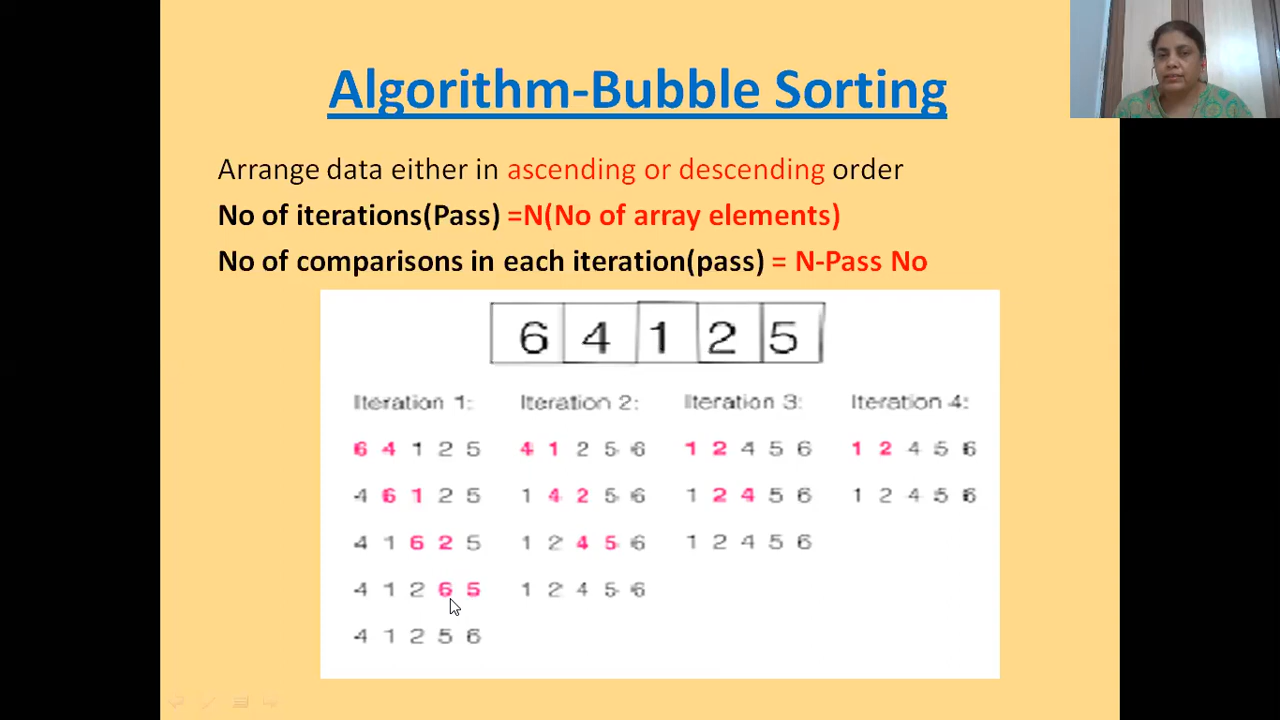 Algorithm-Bubble Sorting
Arrange data either in ascending or descending order
No of iterations(Pass) =N(No of array elements)
No of comparisons in each iteration(pass) = N-Pass No
6 4 1 2 5
Iteration 1: Iteration 2: Iteration 3: Iteration 4:
6 4 1 2 5 4 1 2 5 6 1 2 4 5 6 1 2 4 5 6
4 6 1 2 5 1 4 2 5 6 1 2 4 5 6 1 2 4 5 6
4 1 6 2 5 1 2 4 5 6 1 2 4 5 6
4 1 2 6 5 1 2 4 5 6
4 1 2 5 6